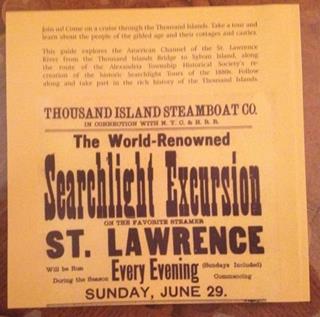 Join us! Come on a cruise through the Thousand Islands. Take a tour and
learn about the people of the gilded age and their cottages and castles.
This guide explores the American Channel of the St. Lawrence
River from the Thousand Islands Bridge to Sylvan Island, along
the route of the Alexandria Township Historical Society's re-
creation of the historic Searchlight Tours of the 1880s. Follow
along and take part in the rich history of the Thousand Islands.
THOUSAND ISLAND STEAMBOAT CO.
IN CONNECTION WITH N. Y. C. & H. R. R.
The World-Renowned
Searchlight Excursion
ON THE FAVORITE STEAMER
ST. LAWRENCE
Will be Run Every Evening (Sundays Included)
During the Season Commencing
SUNDAY, JUNE 29.